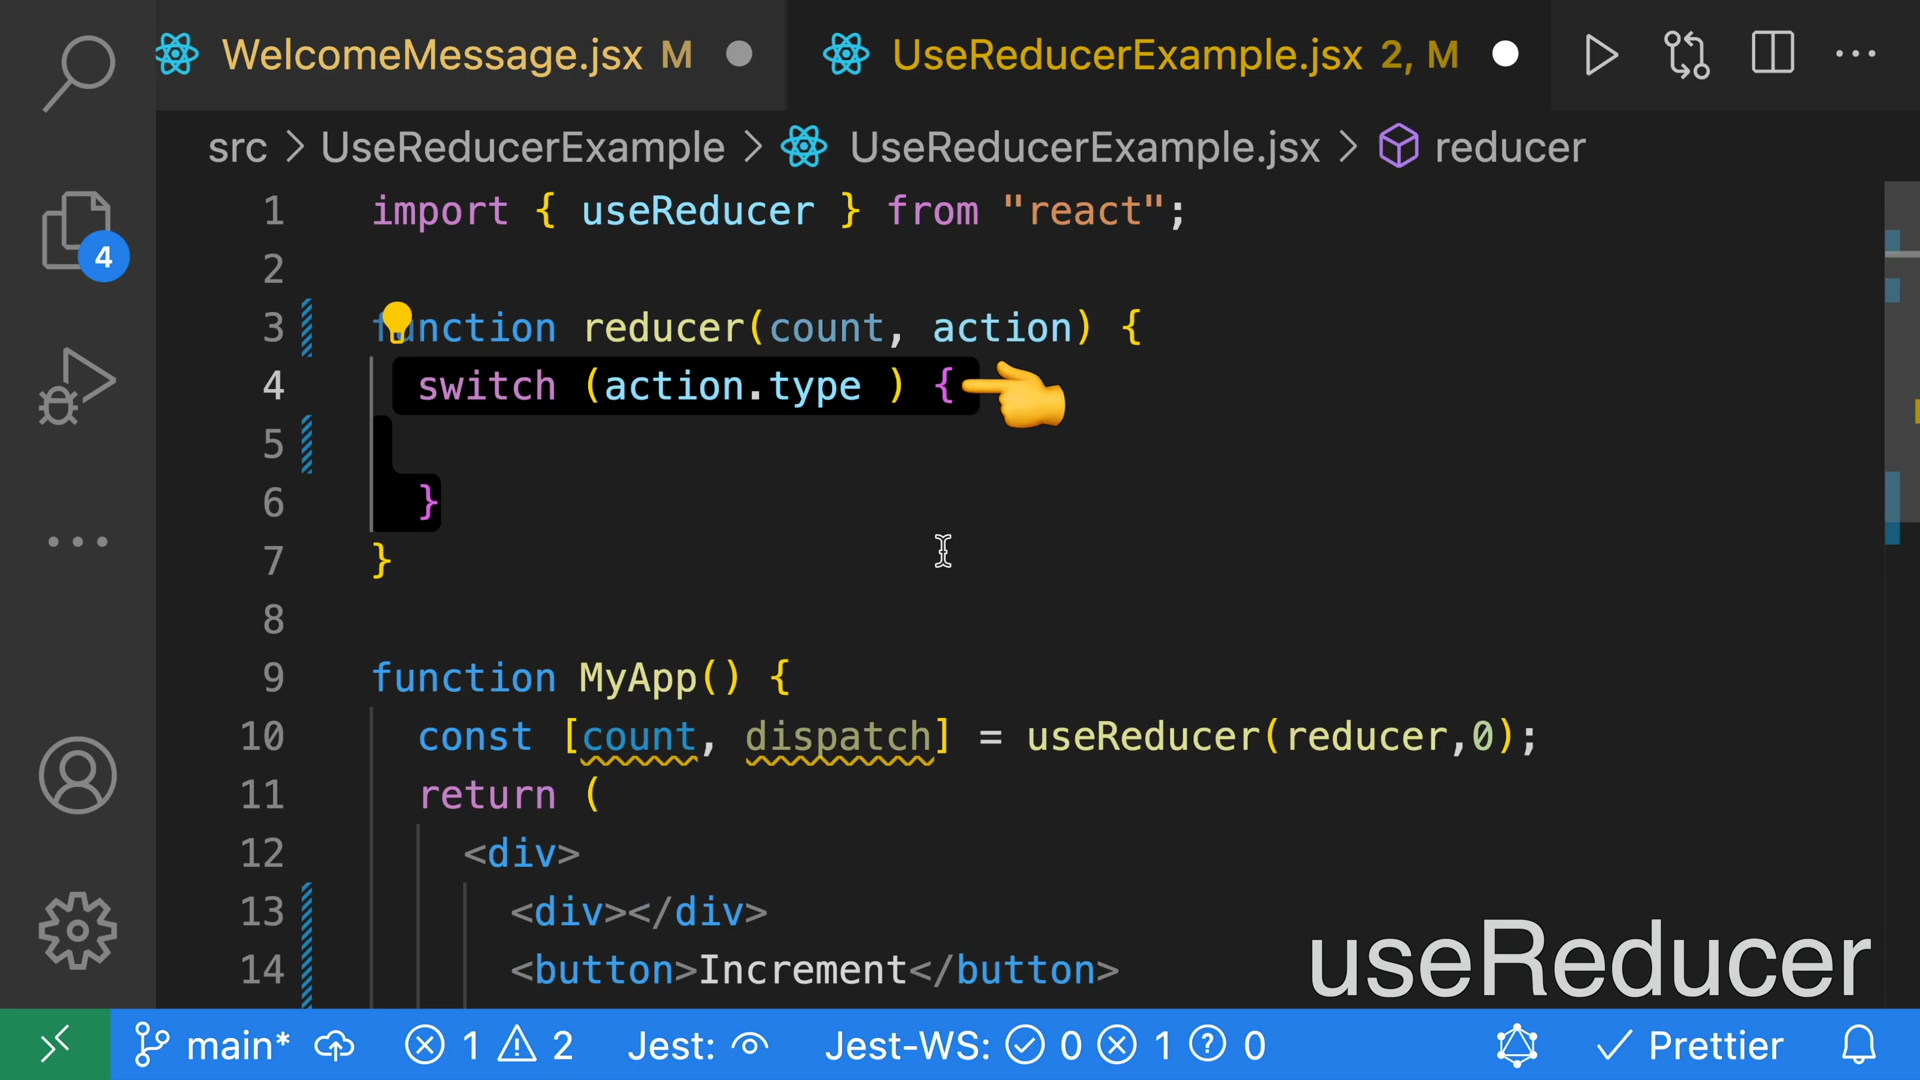 WelcomeMessage.jsx M
UseReducerExample.jsx 2, M
src > UseReducerExample > UseReducerExample.jsx > reducer
1 import { useReducer } from "react";
2
3 function reducer(count, action) {
4 switch (action.type ) {
5
6 }
7 }
8
9 function MyApp() {
10 const [count, dispatch] = useReducer(reducer,0);
11 return (
12 <div>
13 <div></div>
14 <button>Increment</button>
4
useReducer
main* 1 2 Jest: Jest-WS: 0 1 0 Prettier